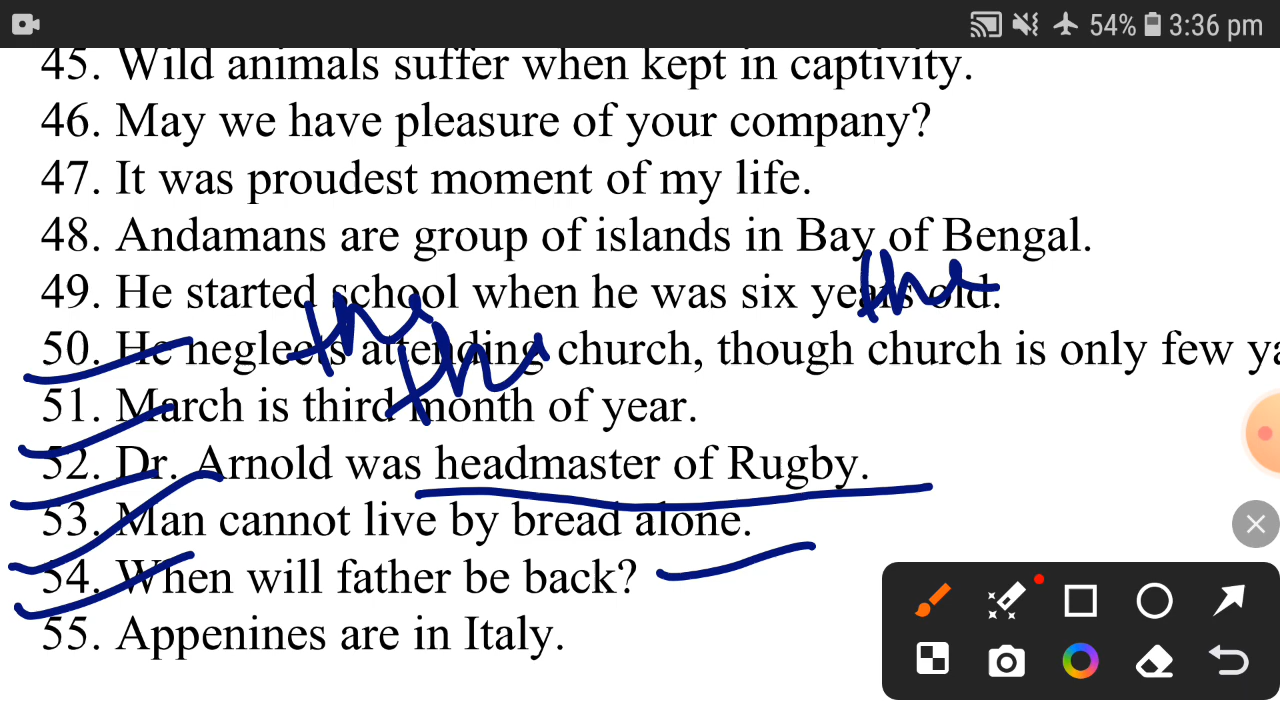 54% 3:36 pm
45. Wild animals suffer when kept in captivity.
46. May we have pleasure of your company?
47. It was proudest moment of my life.
48. Andamans are group of islands in Bay of Bengal.
the
49. He started school when he was six years old.
the
the
50. He neglects attending church, though church is only few ya
51. March is third month of year.
52. Dr. Arnold was headmaster of Rugby.
53. Man cannot live by bread alone.
54. When will father be back?
55. Appenines are in Italy.